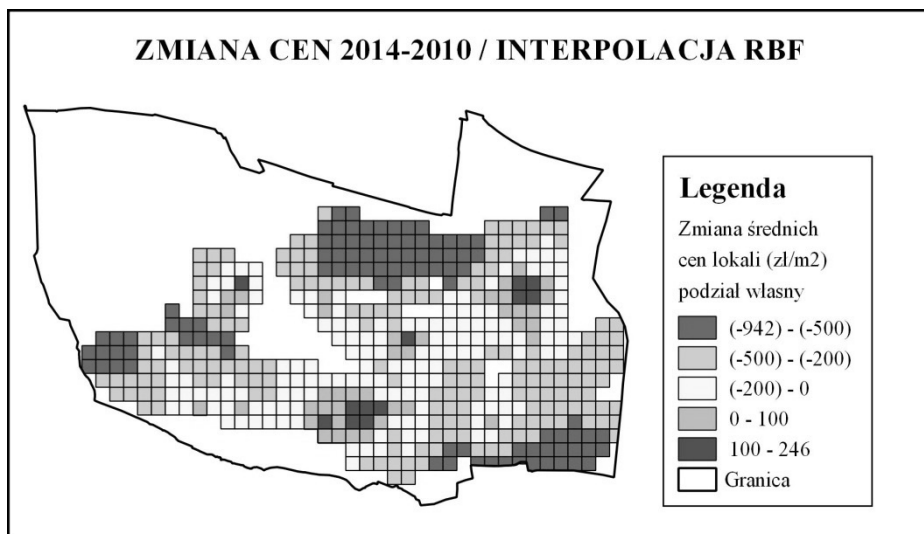 ZMIANA CEN 2014-2010 / INTERPOLACJA RBF
Legenda
Zmiana średnich
cen lokali (zł/m2)
podział własny
(-942) - (-500)
(-500) - (-200)
(-200) - 0
0 - 100
100 - 246
Granica